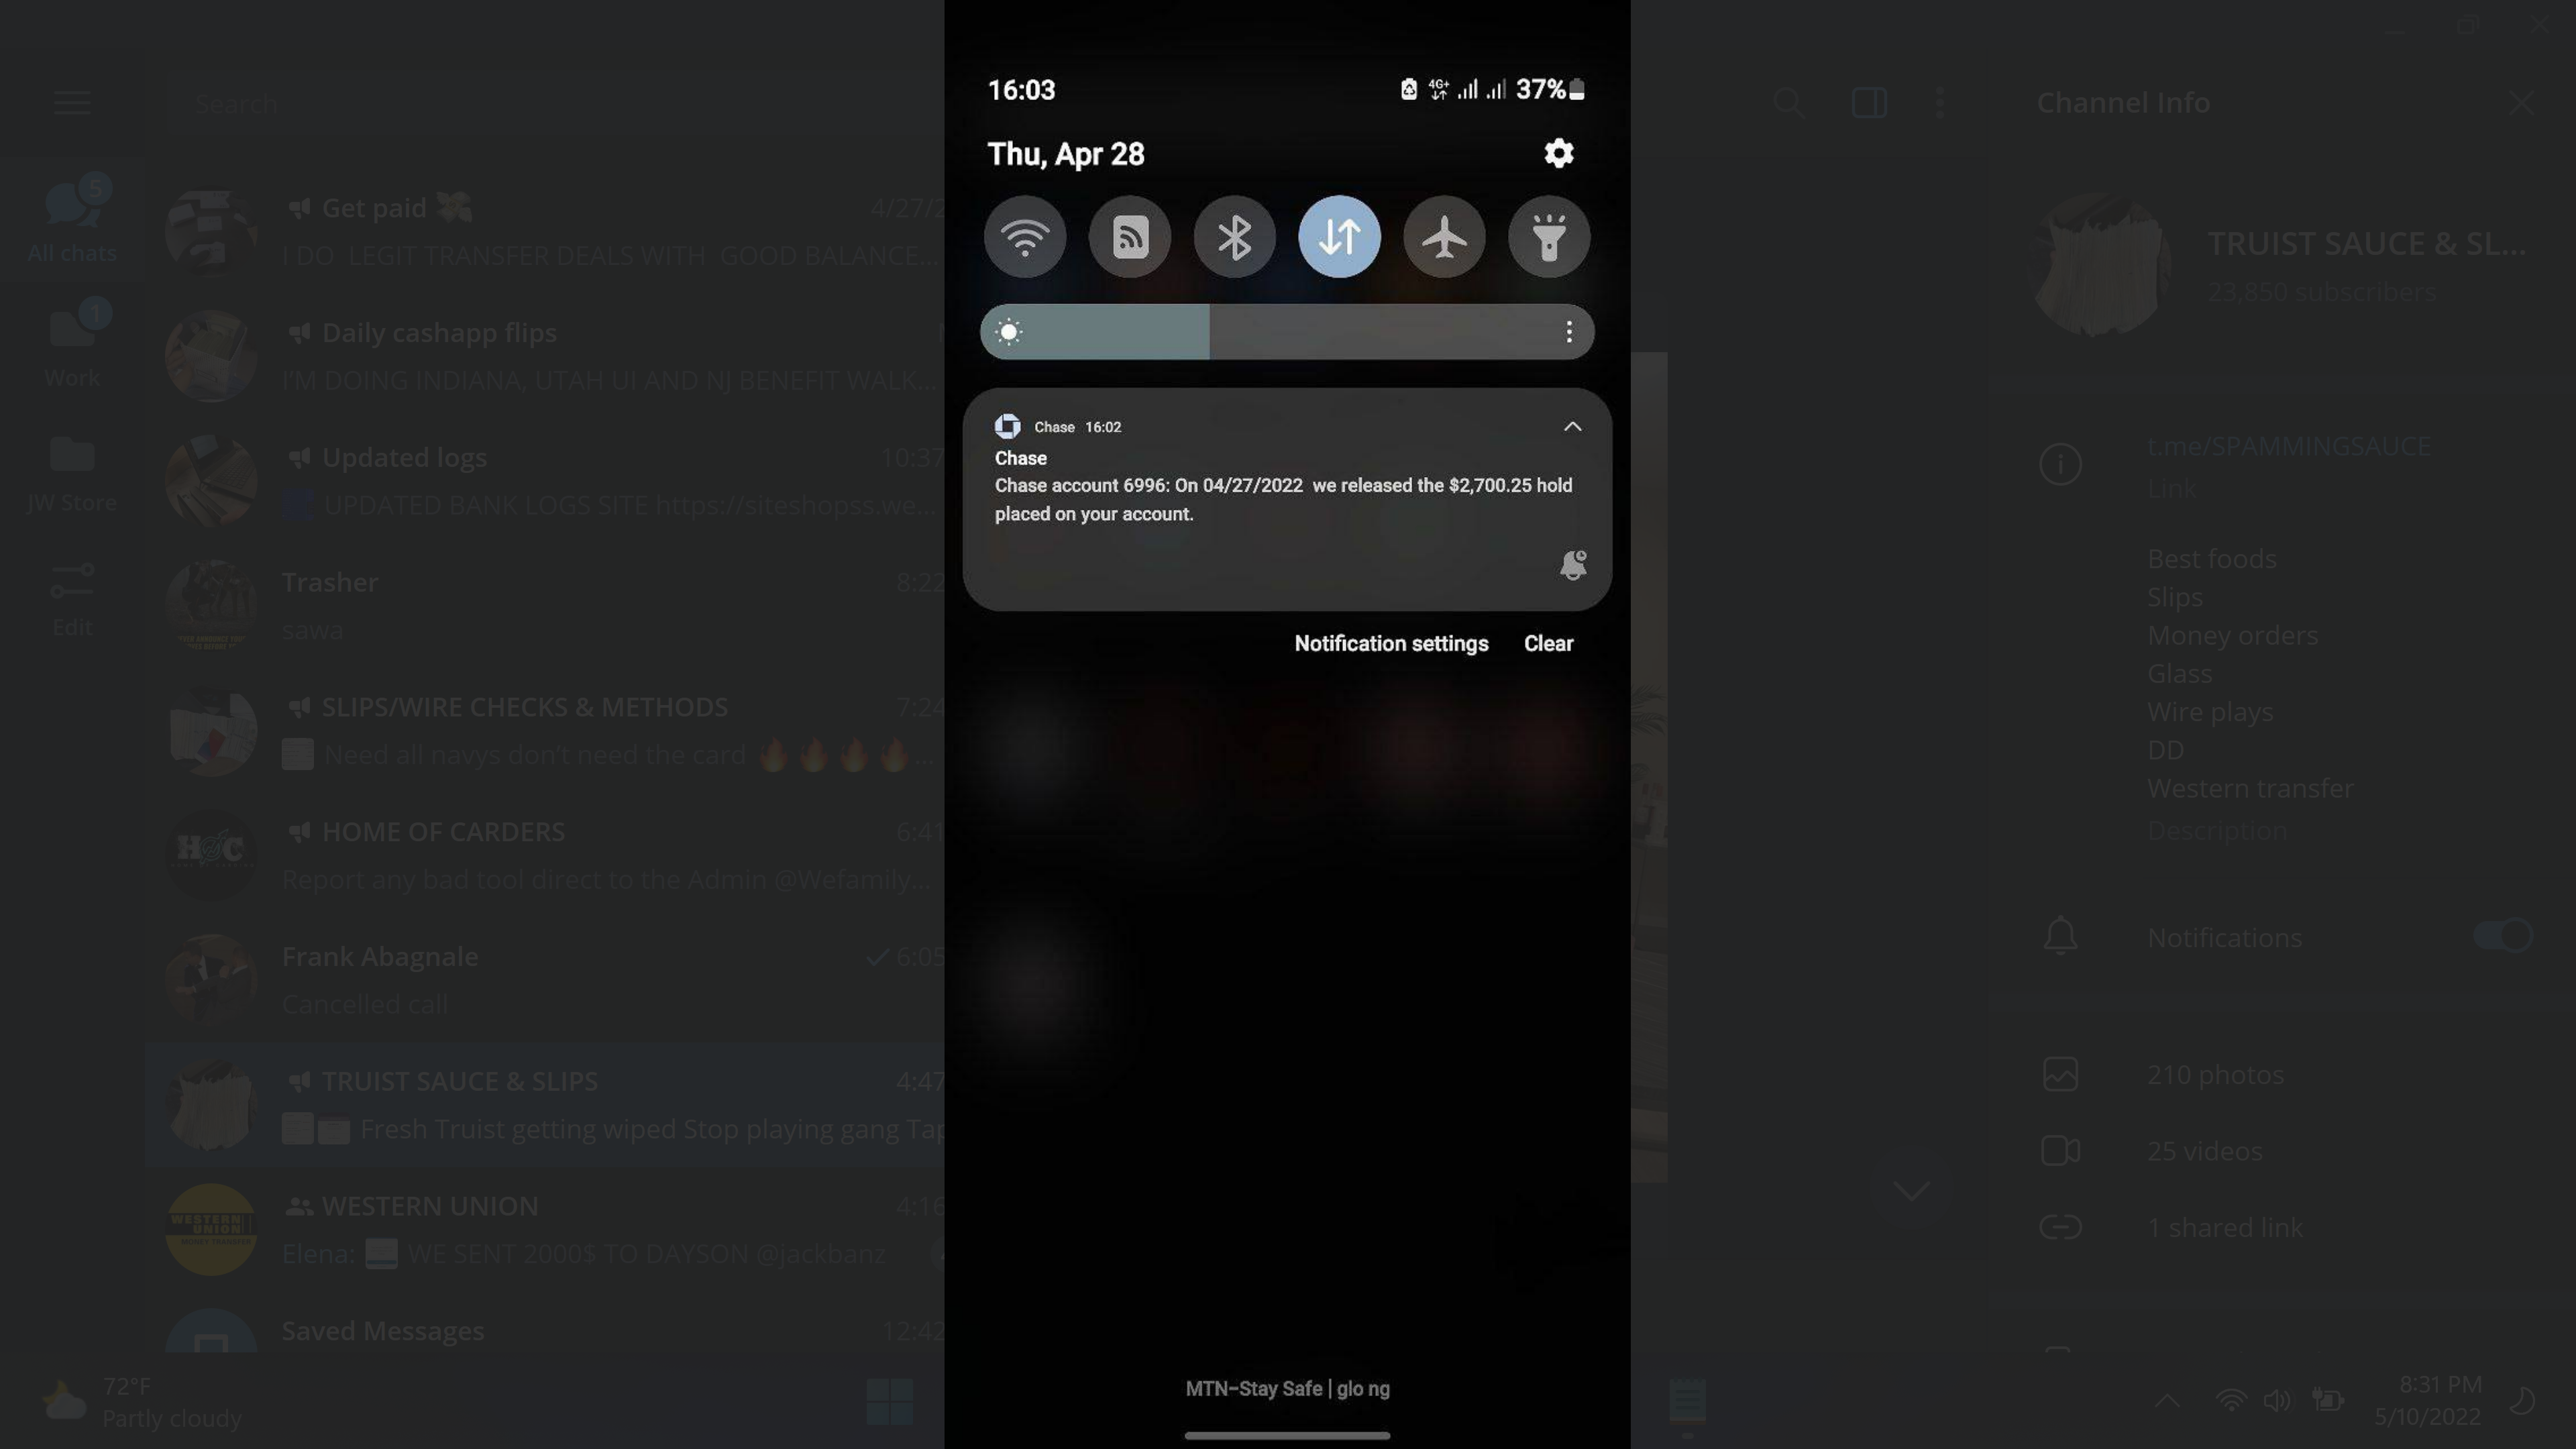 Search
All chats
5
Work
1
JW Store
Edit
Get paid
4/27/2
I DO LEGIT TRANSFER DEALS WITH GOOD BALANCE...
Daily cashapp flips
I'M DOING INDIANA, UTAH UI AND NJ BENEFIT WALK...
Updated logs
10:37
UPDATED BANK LOGS SITE https://siteshopss.we...
Trasher
8:22
sawa
SLIPS/WIRE CHECKS & METHODS
7:24
Need all navys don't need the card 🔥🔥🔥🔥...
HOME OF CARDERS
6:41
Report any bad tool direct to the Admin @Wefamily...
Frank Abagnale
6:05
Cancelled call
TRUIST SAUCE & SLIPS
4:47
Fresh Truist getting wiped Stop playing gang Tap
WESTERN UNION
4:16
Elena: WE SENT 2000$ TO DAYSON @jackbanz
WESTERN
UNION
Saved Messages
12:42
16:03
4G+
37%
Thu, Apr 28
Chase 16:02
Chase
Chase account 6996: On 04/27/2022 we released the $2,700.25 hold
placed on your account.
Notification settings Clear
MTN-Stay Safe | glo ng
Channel Info
TRUIST SAUCE & SL...
23,850 subscribers
t.me/SPAMMINGSAUCE
Link
Best foods
Slips
Money orders
Glass
Wire plays
DD
Western transfer
Description
Notifications
210 photos
25 videos
1 shared link
72°F
Partly cloudy
8:31 PM
5/10/2022